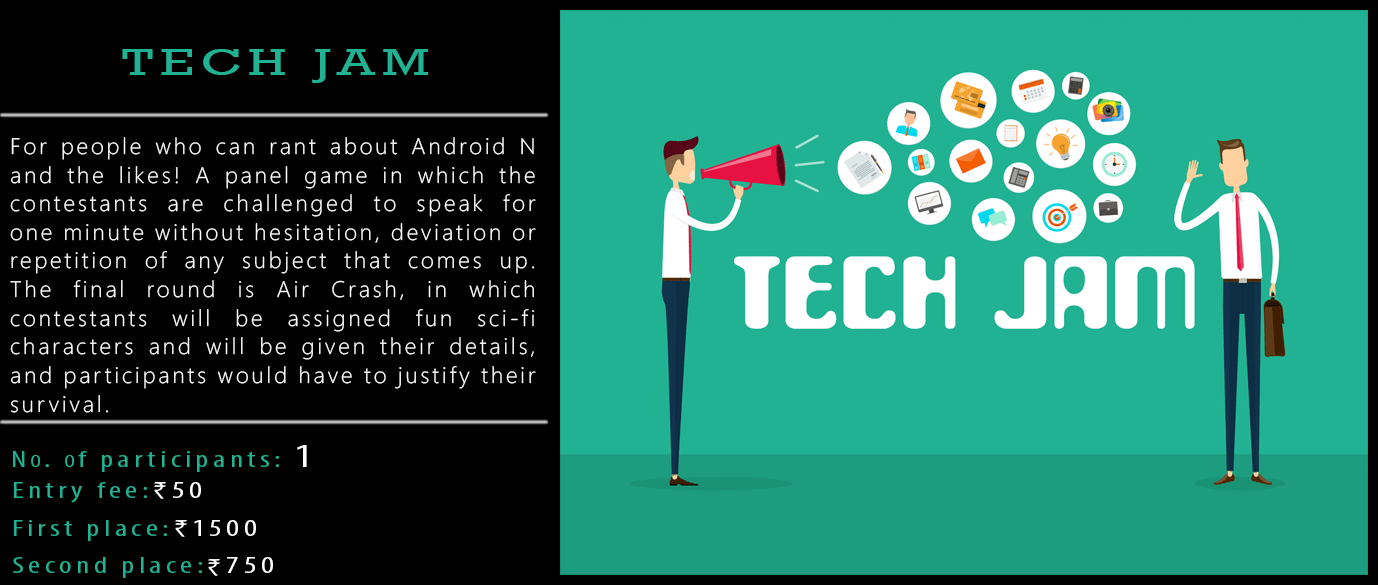 TECH JAM
For people who can rant about Android N
and the likes! A panel game in which the
contestants are challenged to speak for
one minute without hesitation, deviation or
repetition of any subject that comes up.
The final round is Air Crash, in which
contestants will be assigned fun sci-fi
characters and will be given their details,
and participants would have to justify their
survival.
No. of participants: 1
Entry fee:₹50
First place:₹1500
Second place:₹750
TECH JAM